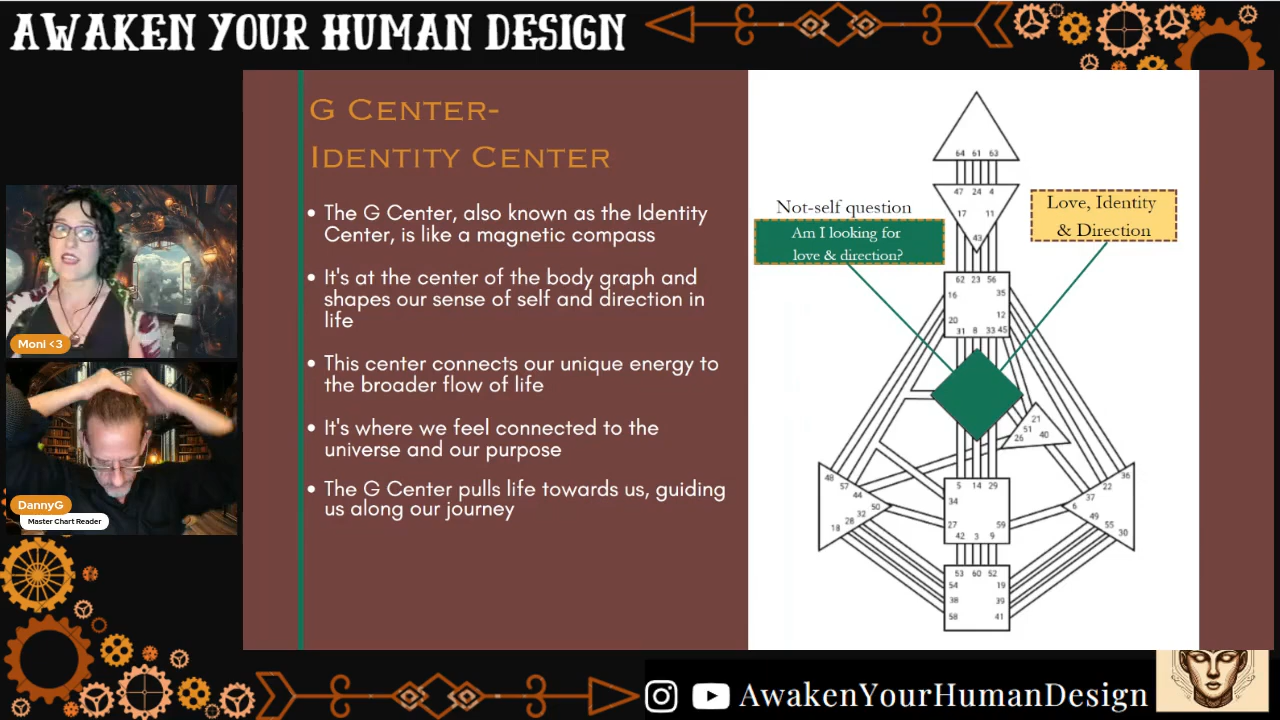 AWAKEN YOUR HUMAN DESIGN
G CENTER-
IDENTITY CENTER
• The G Center, also known as the Identity
Center, is like a magnetic compass
• It's at the center of the body graph and
shapes our sense of self and direction in
life
• This center connects our unique energy to
the broader flow of life
• It's where we feel connected to the
universe and our purpose
• The G Center pulls life towards us, guiding
us along our journey
Moni <3
DannyG
Master Chart Reader
Not-self question
Am I looking for
love & direction?
Love, Identity
& Direction
64 61 63
47 24 4
17 11
43
62 23 56
16 35
20 12
31 8 33 45
21
51
26 40
48
57
44
50
32
28
18
5 14 29
34
27 59
42 3 9
36
22
37
6
49
55
30
53 60 52
54 19
38 39
58 41
AwakenYourHumanDesign